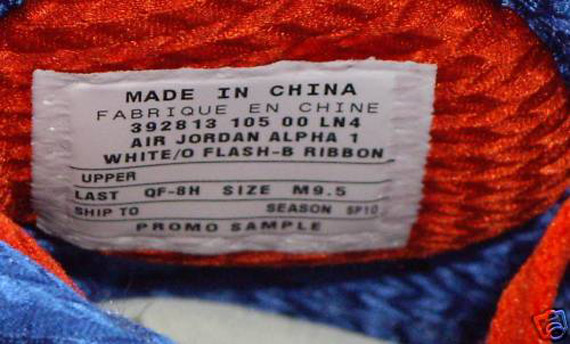 MADE IN CHINA
FABRIQUE EN CHINE
392813 105 00 LN4
AIR JORDAN ALPHA 1
WHITE/O FLASH-B RIBBON
UPPER
LAST QF-8H SIZE M9.5
SHIP TO SEASON SP10
PROMO SAMPLE